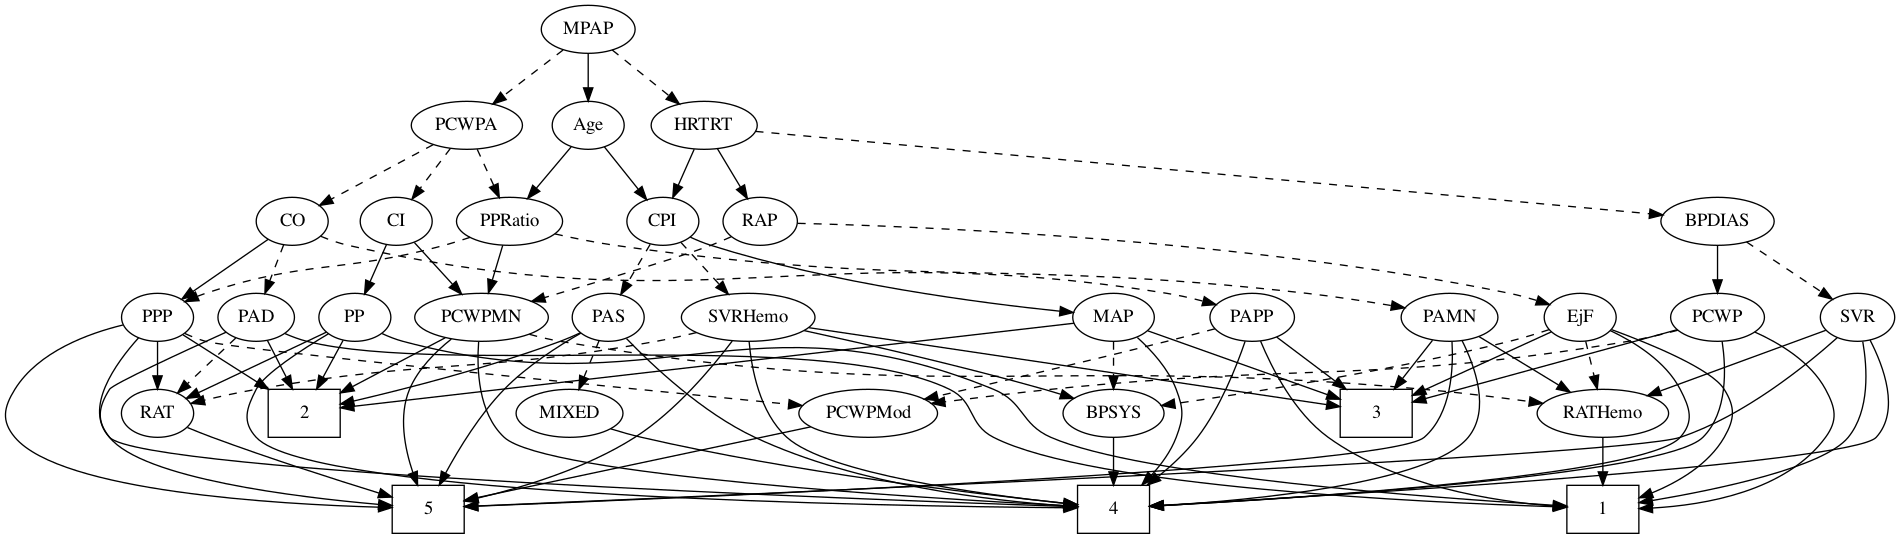 MPAP
PCWPA
Age
HRTRT
CO
CI
PPRatio
CPI
RAP
BPDIAS
PPP
PAD
PP
PCWPMN
PAS
SVRHemo
MAP
PAPP
PAMN
EjF
PCWP
SVR
RAT
2
MIXED
PCWPMod
BPSYS
3
RATHemo
5
4
1